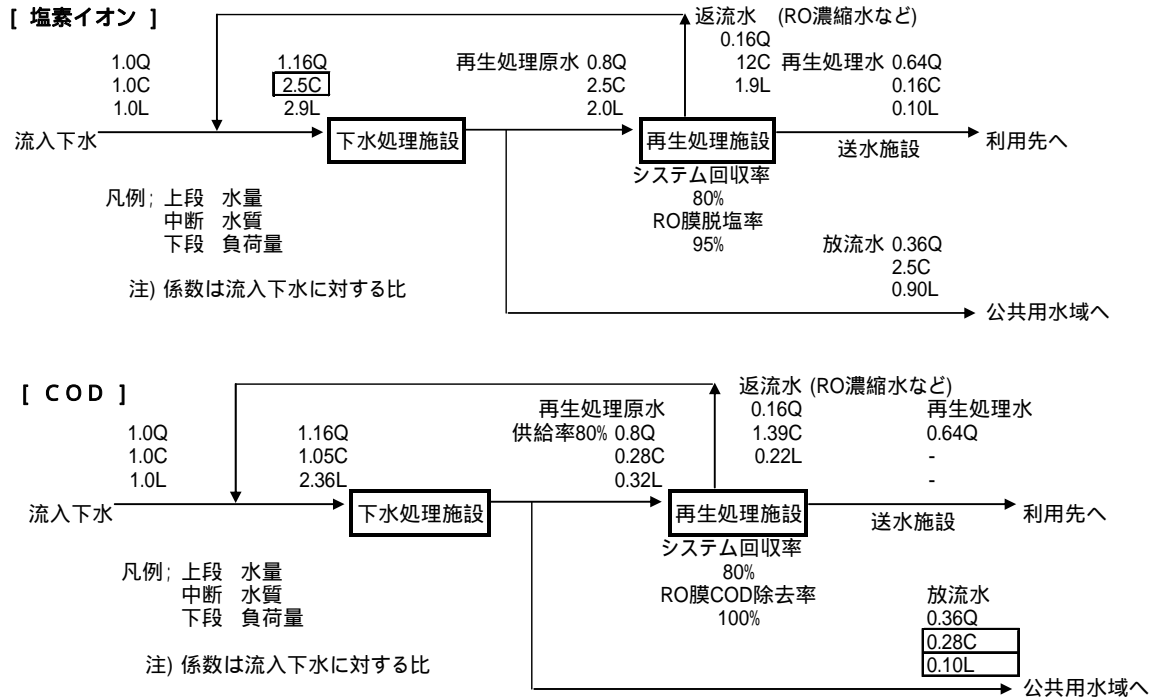 [ 塩素イオン ]
返流水 (RO濃縮水など)
0.16Q
12C
1.9L
1.0Q
1.0C
1.0L
1.16Q
2.5C
2.9L
再生処理原水 0.8Q
2.5C
2.0L
再生処理水 0.64Q
0.16C
0.10L
流入下水
下水処理施設
再生処理施設
送水施設
利用先へ
システム回収率
80%
RO膜脱塩率
95%
凡例; 上段 水量
中断 水質
下段 負荷量
注) 係数は流入下水に対する比
放流水 0.36Q
2.5C
0.90L
公共用水域へ
[ COD ]
返流水 (RO濃縮水など)
0.16Q
1.39C
0.22L
1.0Q
1.0C
1.0L
1.16Q
1.05C
2.36L
再生処理原水
供給率80% 0.8Q
0.28C
0.32L
再生処理水
0.64Q
-
-
流入下水
下水処理施設
再生処理施設
送水施設
利用先へ
システム回収率
80%
RO膜COD除去率
100%
凡例; 上段 水量
中断 水質
下段 負荷量
注) 係数は流入下水に対する比
放流水
0.36Q
0.28C
0.10L
公共用水域へ